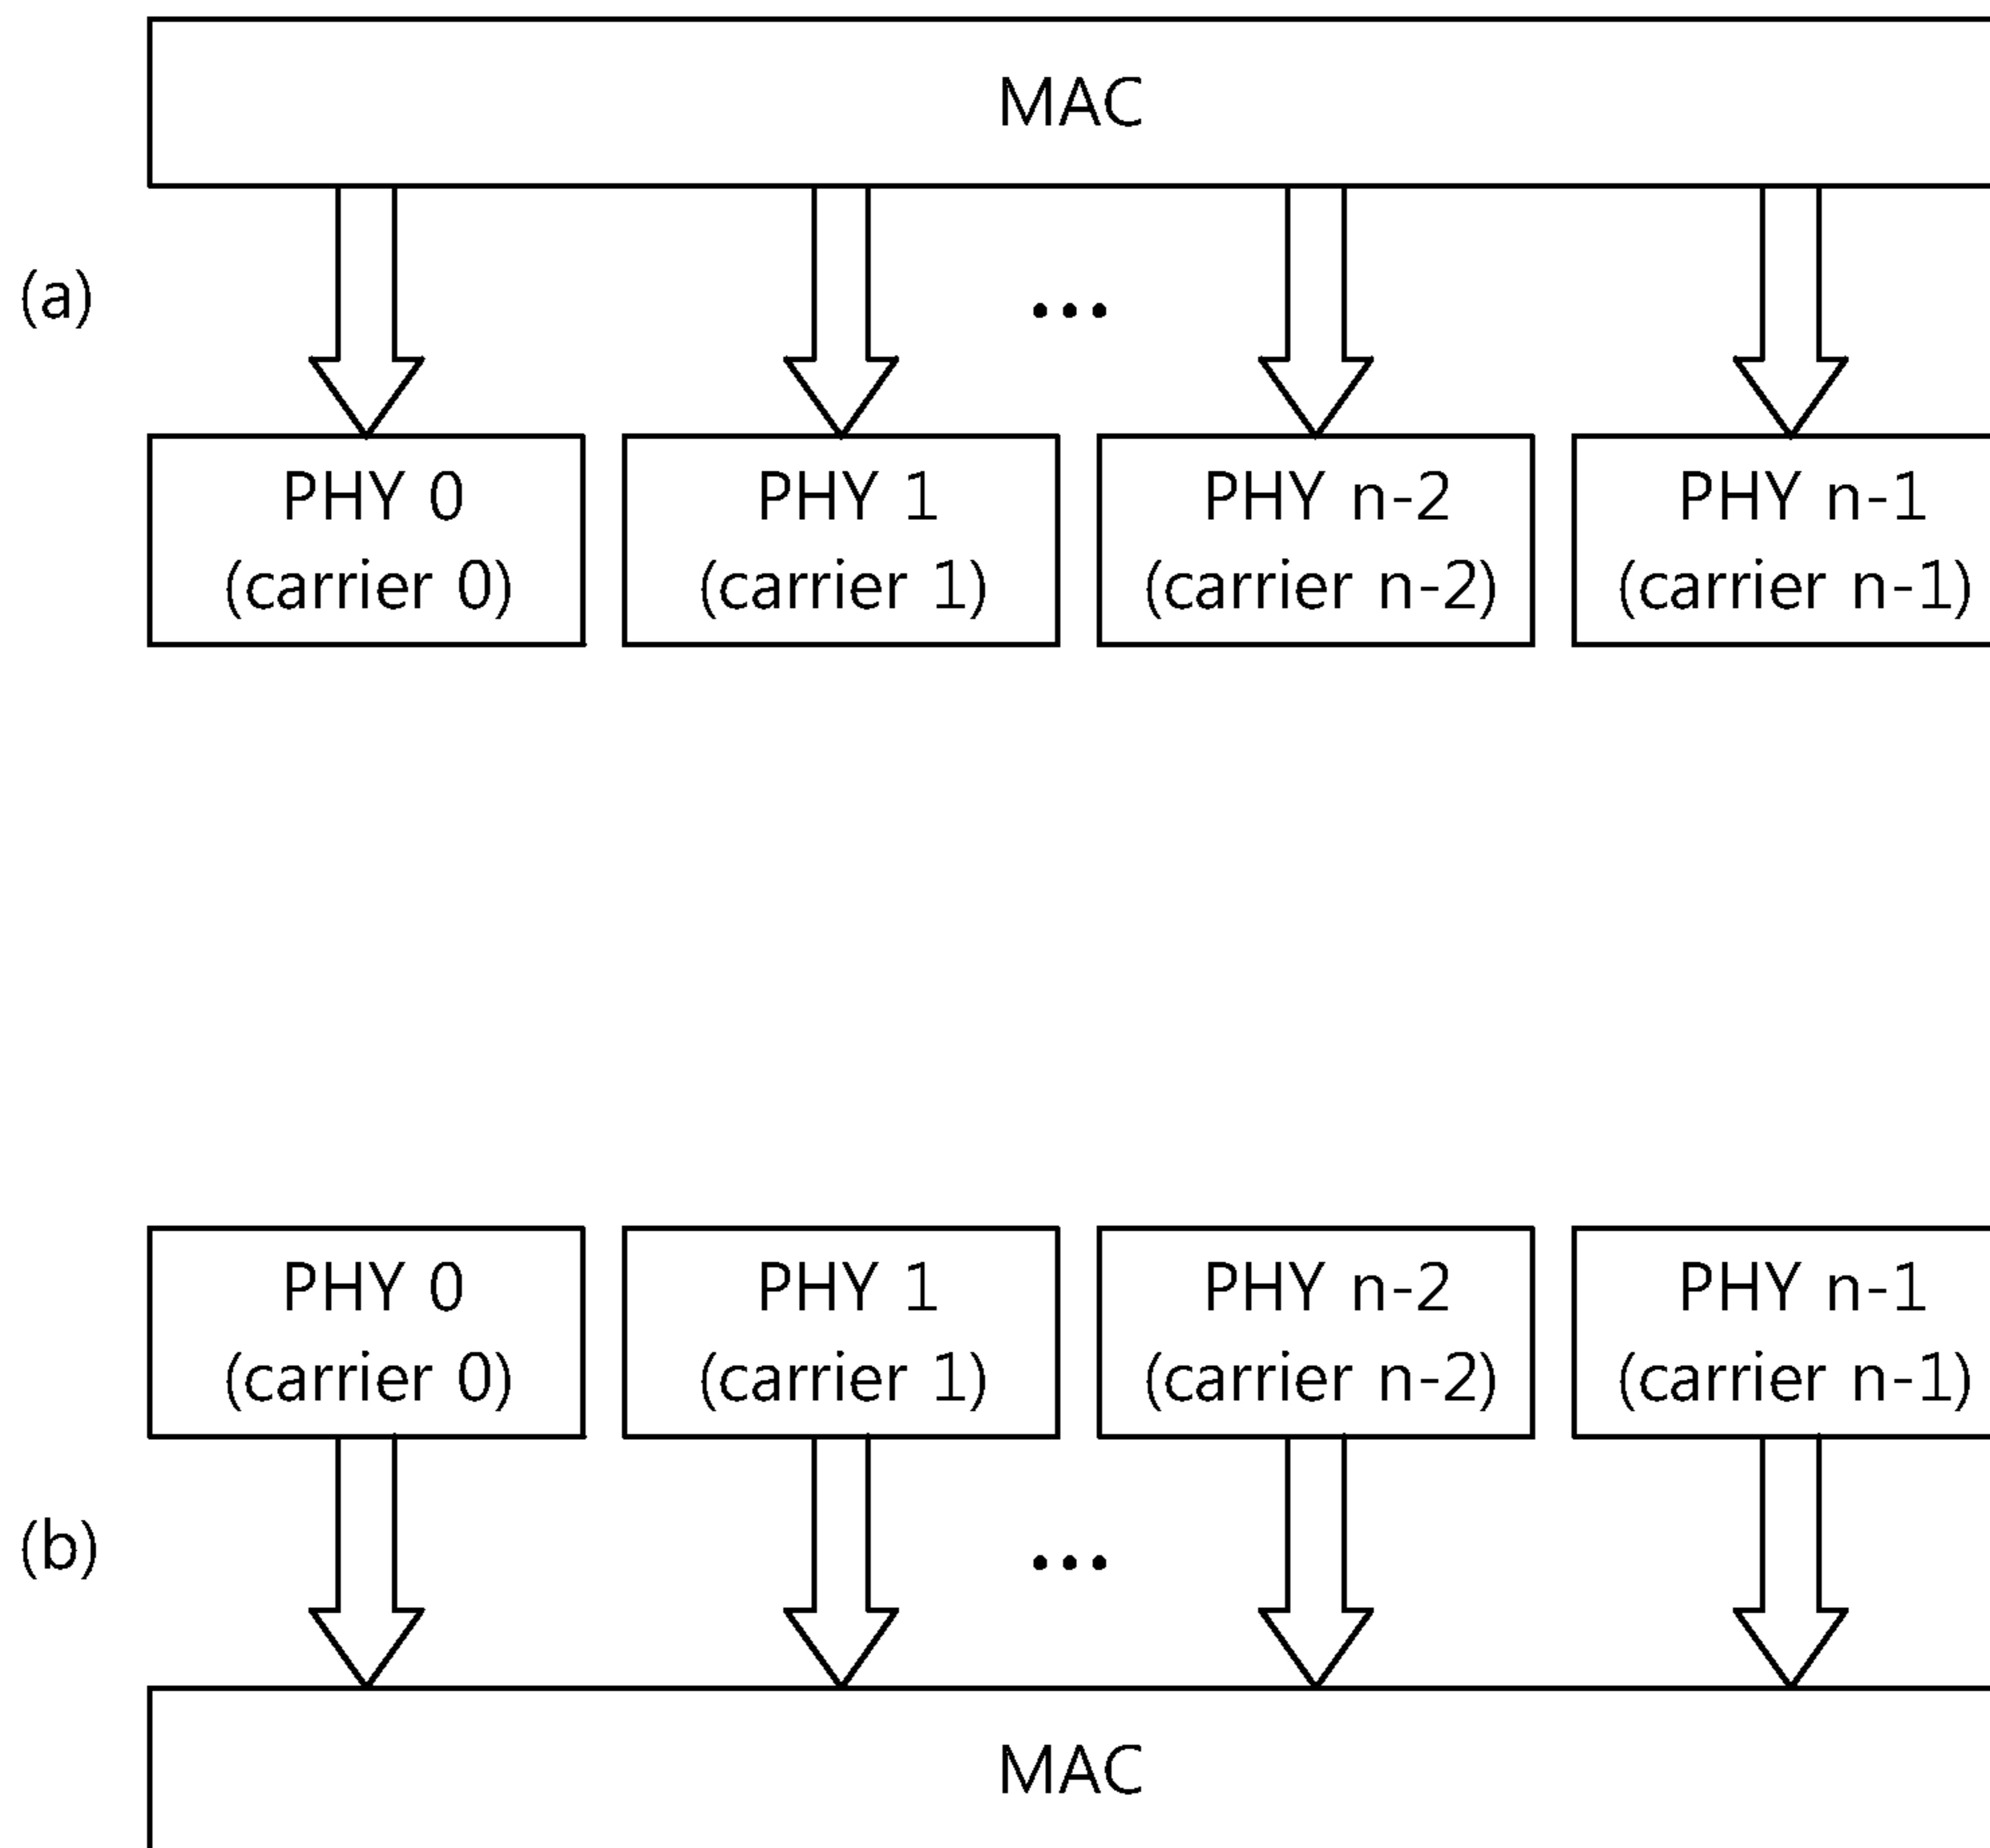 MAC
(a)
...
PHY 0
(carrier 0)
PHY 1
(carrier 1)
PHY n-2
(carrier n-2)
PHY n-1
(carrier n-1)
PHY 0
(carrier 0)
PHY 1
(carrier 1)
PHY n-2
(carrier n-2)
PHY n-1
(carrier n-1)
(b)
...
MAC